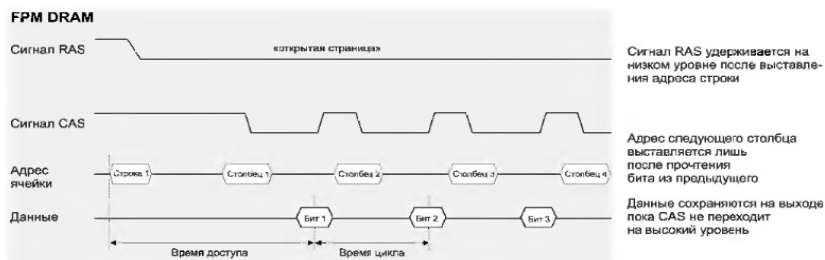 FPM DRAM
Сигнал RAS
«открытая страница»
Сигнал RAS удерживается на
низком уровне после выставле-
ния адреса строки
Сигнал CAS
Адрес следующего столбца
выставляется лишь
после прочтения
бита из предыдущего
Адрес
ячейки
Строка 1
Столбец 1
Столбец 2
Столбец 3
Столбец 4
Данные
Бит 1
Бит 2
Бит 3
Данные сохраняются на выходе
пока CAS не переходит
на высокий уровень
Время доступа
Время цикла